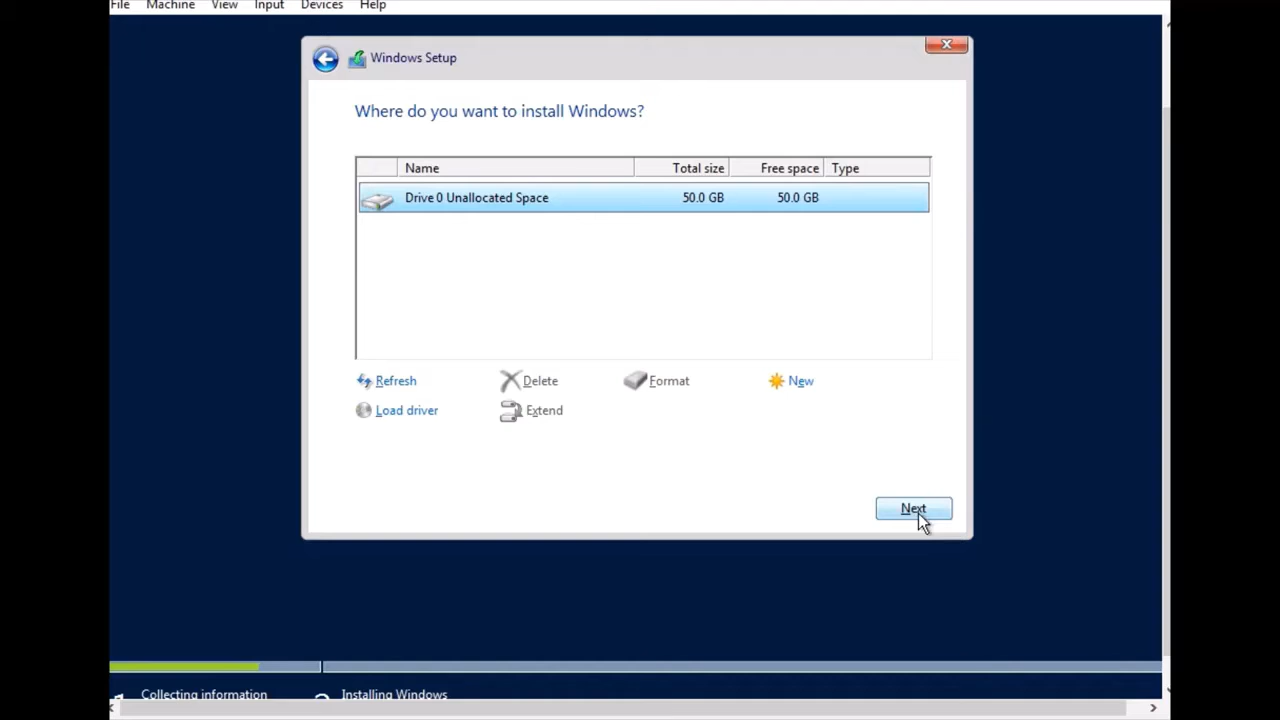 File Machine View Input Devices Help
Windows Setup
Where do you want to install Windows?
Name Total size Free space Type
Drive 0 Unallocated Space 50.0 GB 50.0 GB
Refresh Delete Format New
Load driver Extend
Next
Collecting information Installing Windows